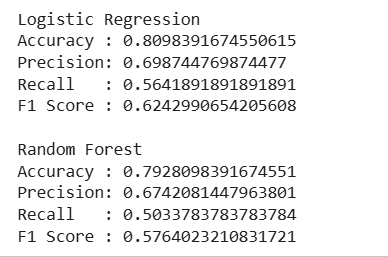 Logistic Regression
Accuracy : 0.8098391674550615
Precision: 0.698744769874477
Recall   : 0.5641891891891891
F1 Score : 0.6242990654205608

Random Forest
Accuracy : 0.7928098391674551
Precision: 0.6742081447963801
Recall   : 0.5033783783783784
F1 Score : 0.5764023210831721